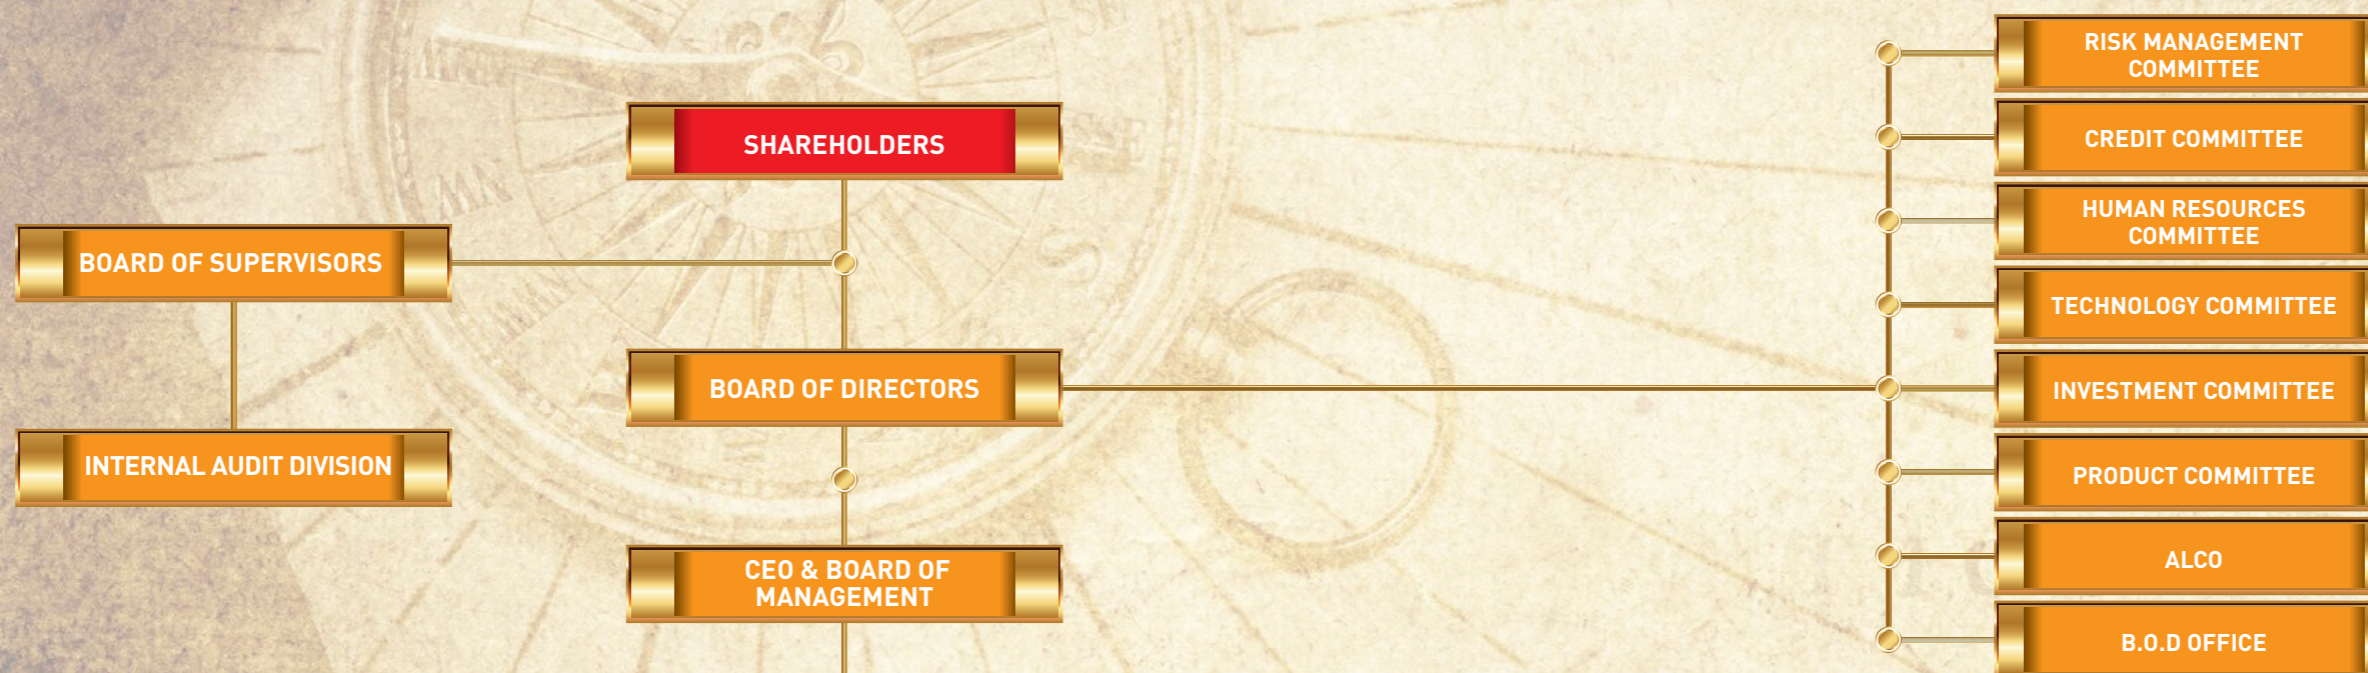 SHAREHOLDERS
BOARD OF SUPERVISORS
BOARD OF DIRECTORS
INTERNAL AUDIT DIVISION
CEO & BOARD OF
MANAGEMENT
RISK MANAGEMENT
COMMITTEE
CREDIT COMMITTEE
HUMAN RESOURCES
COMMITTEE
TECHNOLOGY COMMITTEE
INVESTMENT COMMITTEE
PRODUCT COMMITTEE
ALCO
B.O.D OFFICE